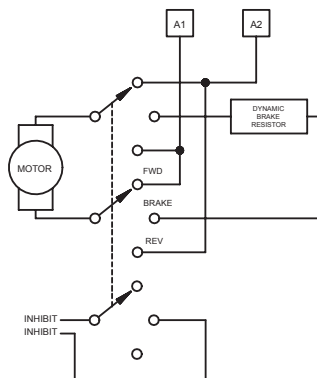 A1 A2
DYNAMIC
BRAKE
RESISTOR
MOTOR
FWD
BRAKE
REV
INHIBIT
INHIBIT